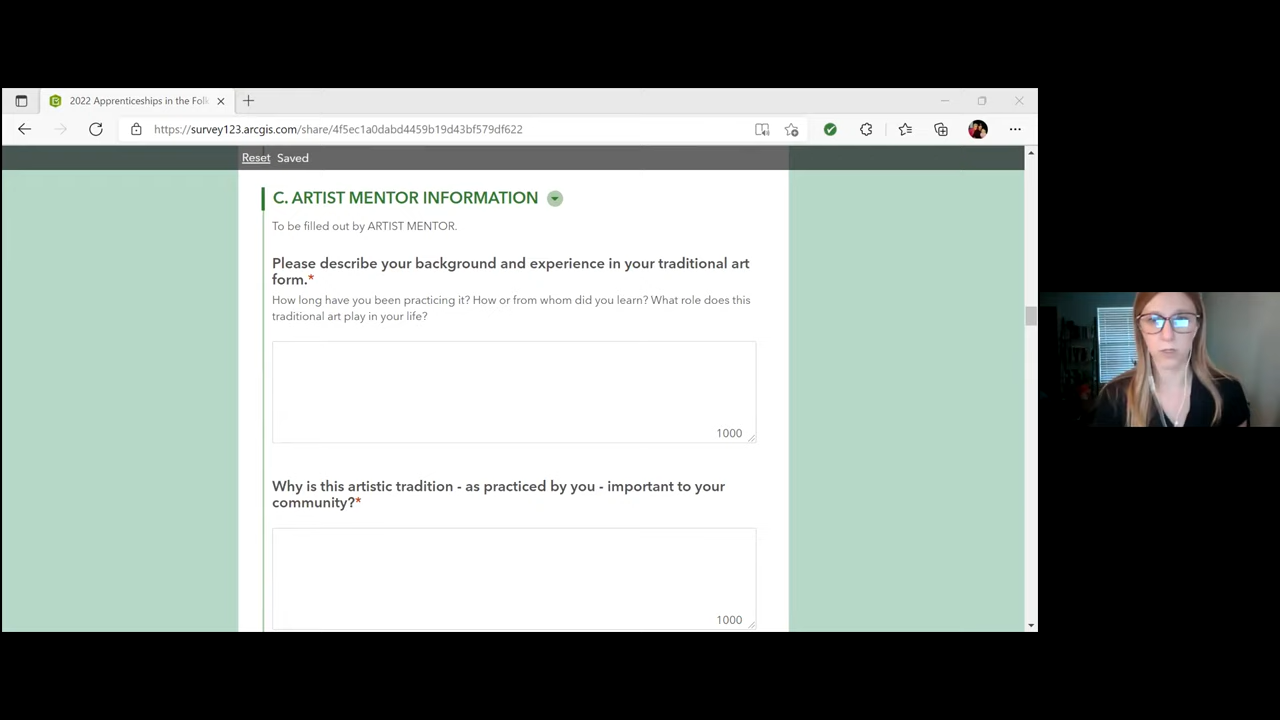 2022 Apprenticeships in the Folk
https://survey123.arcgis.com/share/4f5ec1a0dabd4459b19d43bf579df622
Reset Saved
C. ARTIST MENTOR INFORMATION
To be filled out by ARTIST MENTOR.
Please describe your background and experience in your traditional art
form.*
How long have you been practicing it? How or from whom did you learn? What role does this
traditional art play in your life?
1000
Why is this artistic tradition - as practiced by you - important to your
community?*
1000